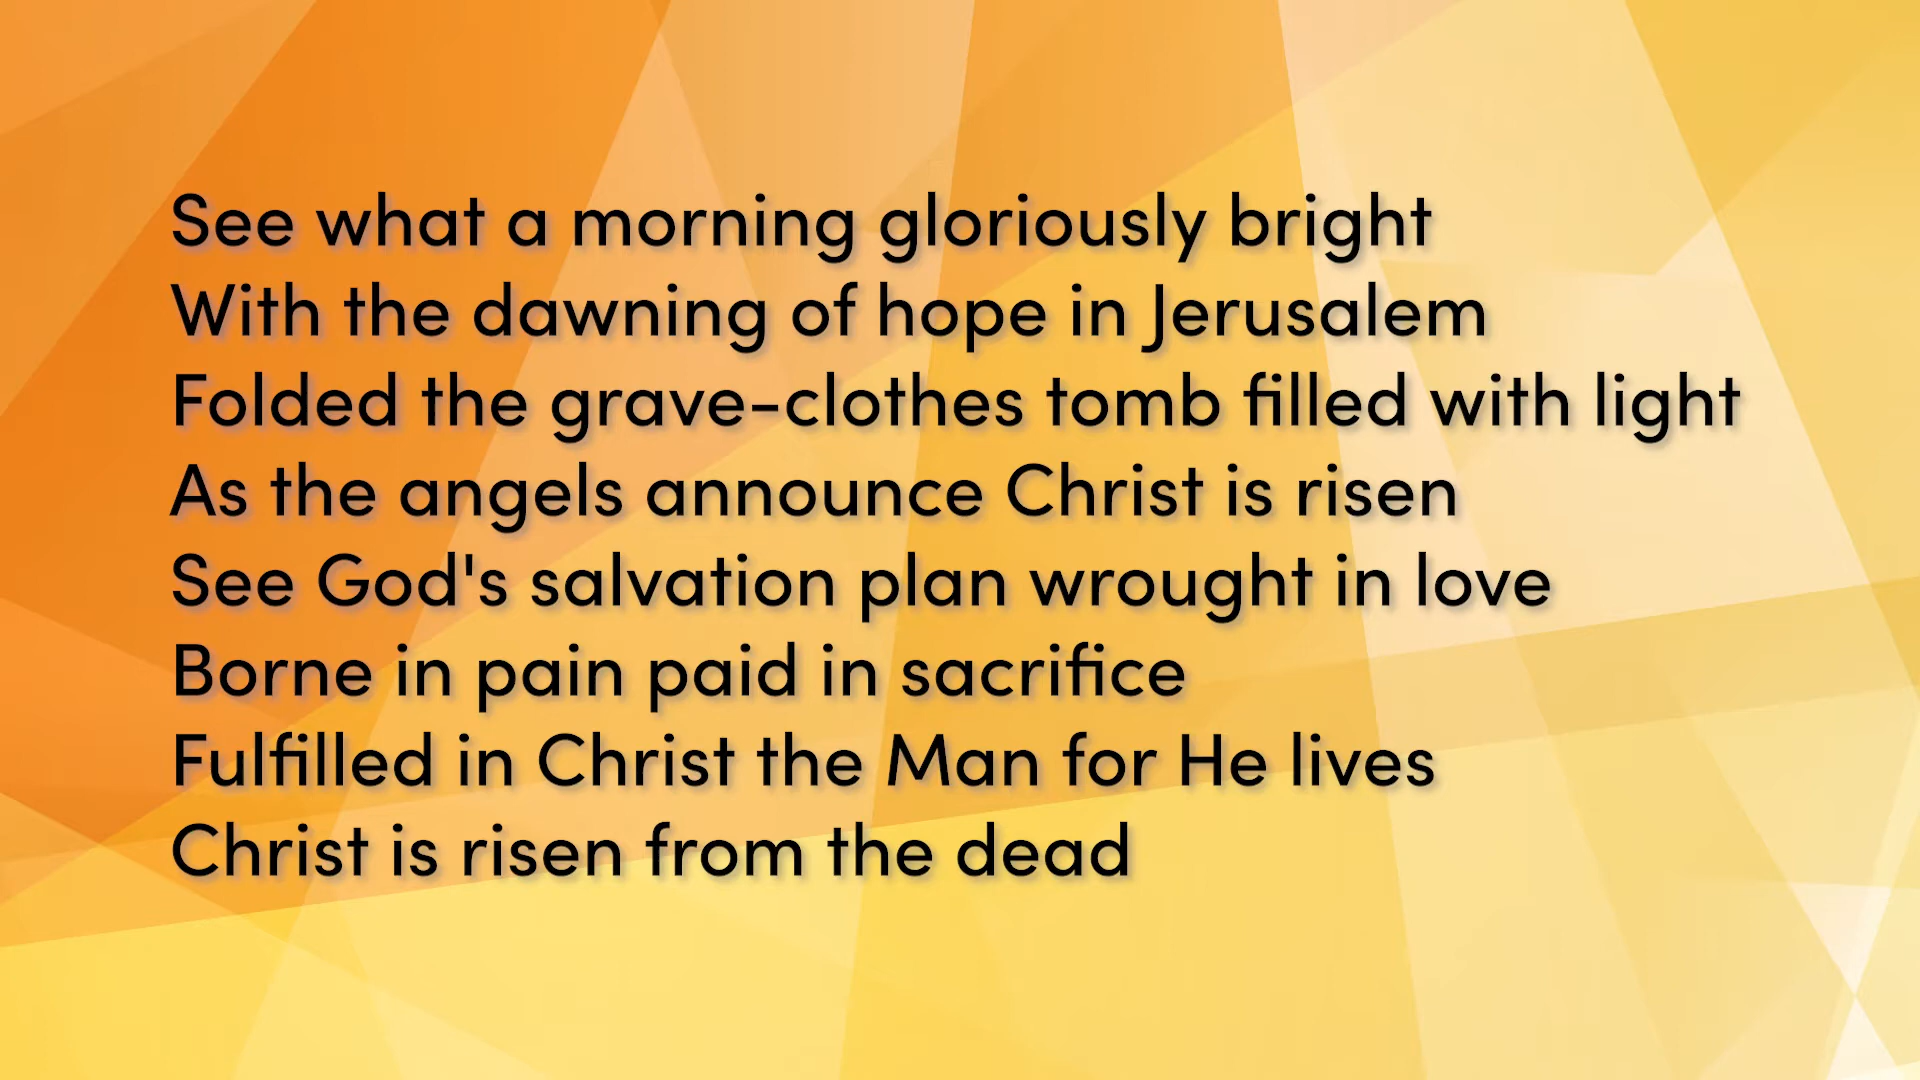 See what a morning gloriously bright
With the dawning of hope in Jerusalem
Folded the grave-clothes tomb filled with light
As the angels announce Christ is risen
See God's salvation plan wrought in love
Borne in pain paid in sacrifice
Fulfilled in Christ the Man for He lives
Christ is risen from the dead